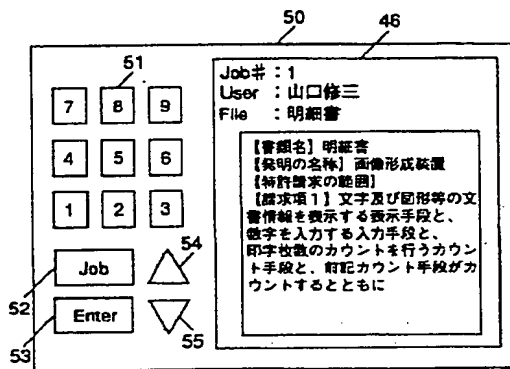 50
46
51
7 8 9
4 5 6
1 2 3
Job
Enter
52
53
54
55
Job#：1
User ：山口修三
File ：明細書
【書類名】明細書
【発明の名称】画像形成装置
【特許請求の範囲】
【請求項1】文字及び図形等の文
書情報を表示する表示手段と、
数字を入力する入力手段と、
印字枚数のカウントを行うカウン
ト手段と、前記カウント手段がカ
ウントするとともに